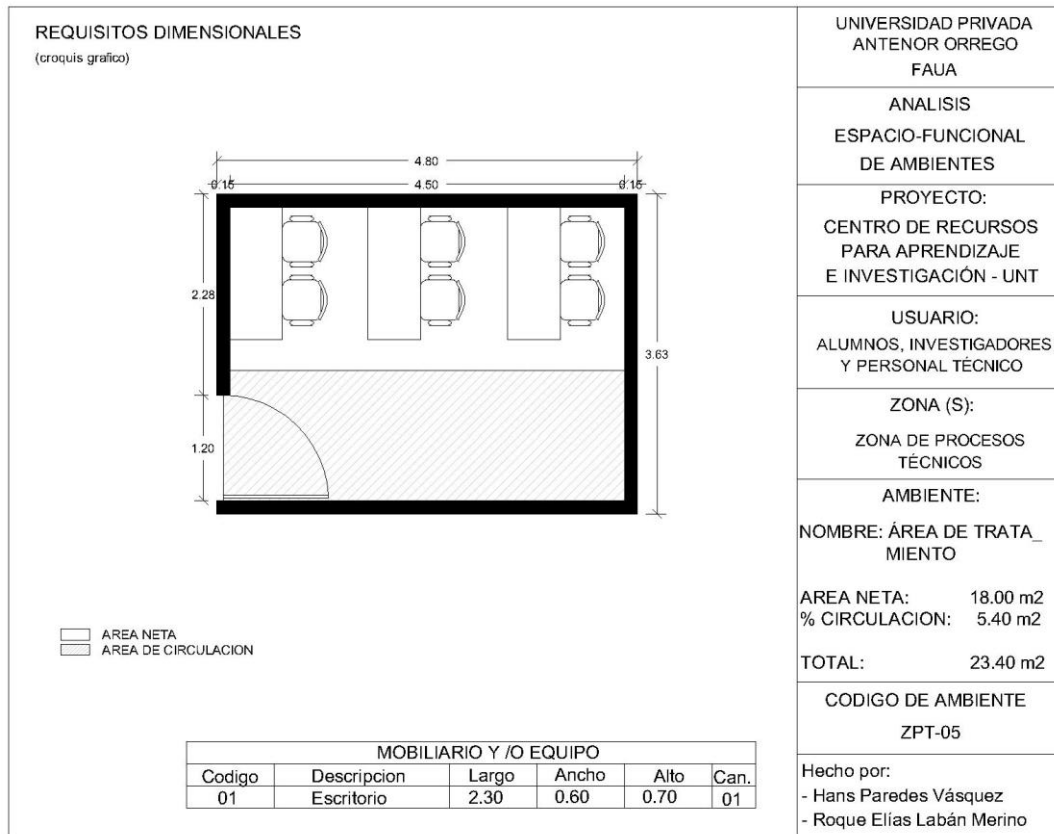 REQUISITOS DIMENSIONALES
(croquis grafico)
4.80
0.15 4.50 0.15
2.28
3.63
1.20
AREA NETA
AREA DE CIRCULACION
MOBILIARIO Y /O EQUIPO
Codigo Descripcion Largo Ancho Alto Can.
01 Escritorio 2.30 0.60 0.70 01
UNIVERSIDAD PRIVADA
ANTENOR ORREGO
FAUA
ANALISIS
ESPACIO-FUNCIONAL
DE AMBIENTES
PROYECTO:
CENTRO DE RECURSOS
PARA APRENDIZAJE
E INVESTIGACIÓN - UNT
USUARIO:
ALUMNOS, INVESTIGADORES
Y PERSONAL TÉCNICO
ZONA (S):
ZONA DE PROCESOS
TÉCNICOS
AMBIENTE:
NOMBRE: ÁREA DE TRATA_
MIENTO
AREA NETA: 18.00 m2
% CIRCULACION: 5.40 m2
TOTAL: 23.40 m2
CODIGO DE AMBIENTE
ZPT-05
Hecho por:
- Hans Paredes Vásquez
- Roque Elías Labán Merino